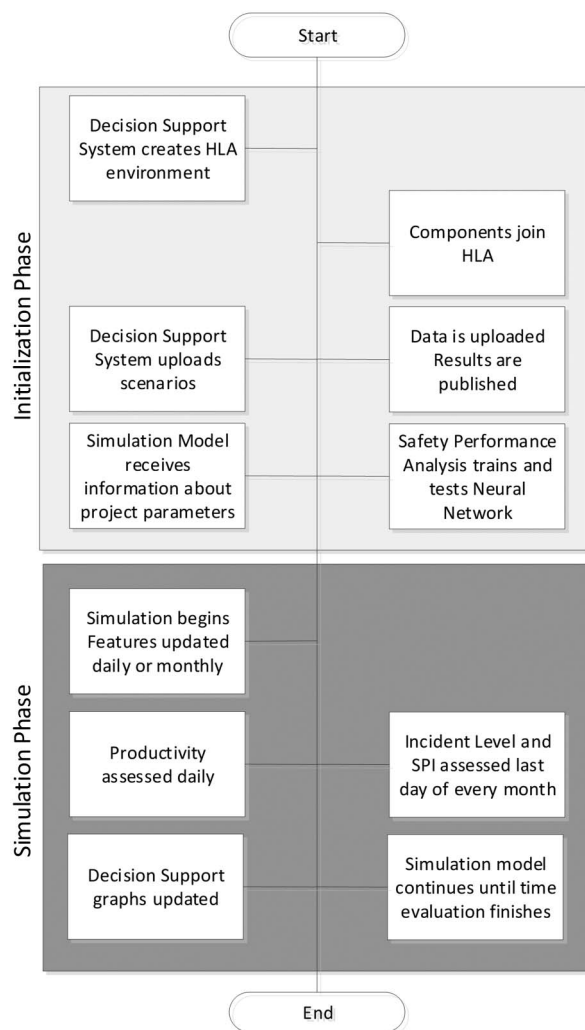 Start
Initialization Phase
Decision Support
System creates HLA
environment
Components join
HLA
Decision Support
System uploads
scenarios
Data is uploaded
Results are
published
Simulation Model
receives
information about
project parameters
Safety Performance
Analysis trains and
tests Neural
Network
Simulation Phase
Simulation begins
Features updated
daily or monthly
Productivity
assessed daily
Incident Level and
SPI assessed last
day of every month
Decision Support
graphs updated
Simulation model
continues until time
evaluation finishes
End